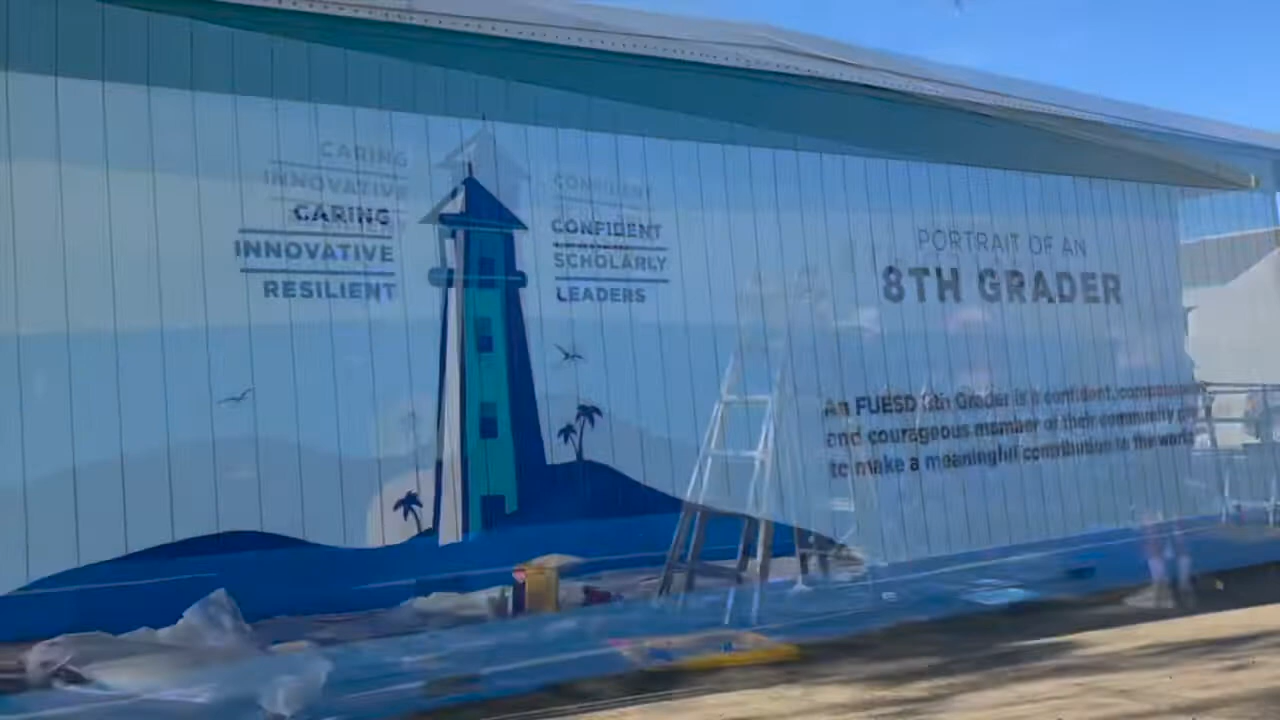 CARING
INNOVATIVE
CARING
INNOVATIVE
RESILIENT
CONFIDENT
CONFIDENT
SCHOLARLY
LEADERS
PORTRAIT OF AN
8TH GRADER
An FUESD 8th Grader is a confident,
and courageous member of their community
to make a meaningful contribution to the world